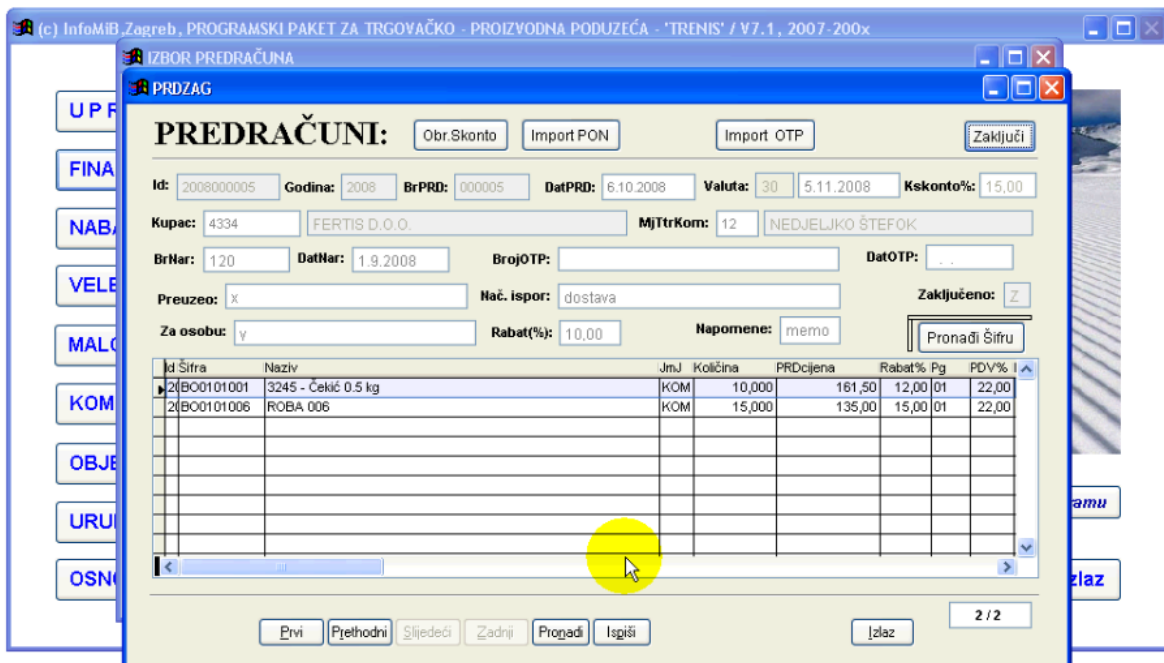 (c) InfoMiB,Zagreb, PROGRAMSKI PAKET ZA TRGOVAČKO - PROIZVODNA PODUZEĆA - 'TRENIS' / V7.1, 2007-200x
IZBOR PREDRAČUNA
PRDZAG
U P R
FINA
NABA
VELE
MALO
KOM
OBJE
URU
OSNO
PREDRAČUNI: Obr.Skonto Import PON Import OTP Zaključi
Id: 2008000005 Godina: 2008 BrPRD: 000005 DatPRD: 6.10.2008 Valuta: 30 5.11.2008 Kskonto%: 15,00
Kupac: 4334 FERTIS D.O.O. MjTtrKom: 12 NEDJELJKO ŠTEFOK
BrNar: 120 DatNar: 1.9.2008 BrojOTP: DatOTP: . .
Preuzeo: x Nač. ispor: dostava Zaključeno: Z
Za osobu: y Rabat(%): 10,00 Napomene: memo Pronađi Šifru
Id Šifra Naziv JmJ Količina PRDcijena Rabat% Pg PDV%
20 BO0101001 3245 - Čekić 0.5 kg KOM 10,000 161,50 12,00 01 22,00
20 BO0101006 ROBA 006 KOM 15,000 135,00 15,00 01 22,00
2 / 2
Prvi Prethodni Slijedeći Zadnji Pronađi Ispiši Izlaz
amu
zlaz